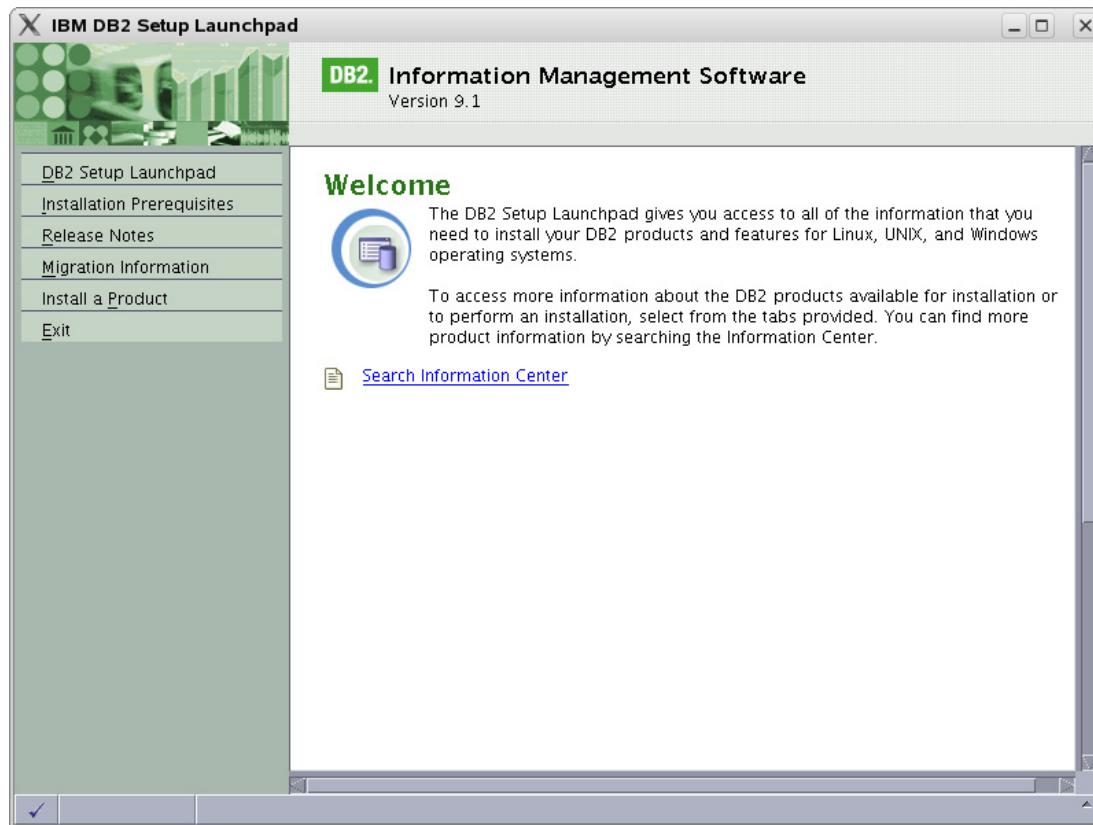 IBM DB2 Setup Launchpad
DB2.
Information Management Software
Version 9.1
DB2 Setup Launchpad
Installation Prerequisites
Release Notes
Migration Information
Install a Product
Exit
Welcome
The DB2 Setup Launchpad gives you access to all of the information that you
need to install your DB2 products and features for Linux, UNIX, and Windows
operating systems.
To access more information about the DB2 products available for installation or
to perform an installation, select from the tabs provided. You can find more
product information by searching the Information Center.
Search Information Center